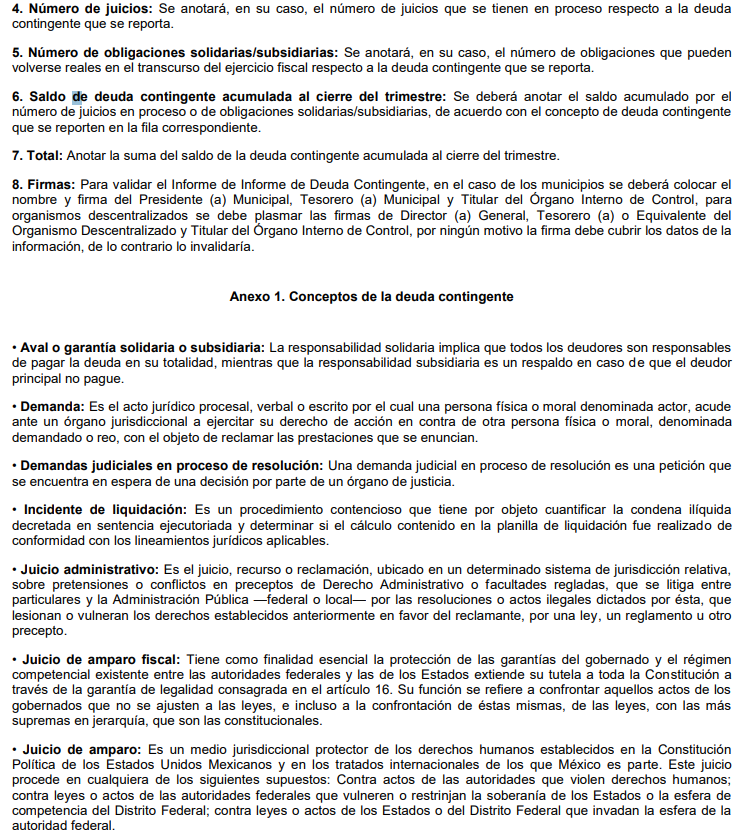 4. Número de juicios: Se anotará, en su caso, el número de juicios que se tienen en proceso respecto a la deuda
contingente que se reporta.
5. Número de obligaciones solidarias/subsidiarias: Se anotará, en su caso, el número de obligaciones que pueden
volverse reales en el transcurso del ejercicio fiscal respecto a la deuda contingente que se reporta.
6. Saldo de deuda contingente acumulada al cierre del trimestre: Se deberá anotar el saldo acumulado por el
número de juicios en proceso o de obligaciones solidarias/subsidiarias, de acuerdo con el concepto de deuda contingente
que se reporten en la fila correspondiente.
7. Total: Anotar la suma del saldo de la deuda contingente acumulada al cierre del trimestre.
8. Firmas: Para validar el Informe de Informe de Deuda Contingente, en el caso de los municipios se deberá colocar el
nombre y firma del Presidente (a) Municipal, Tesorero (a) Municipal y Titular del Órgano Interno de Control, para
organismos descentralizados se debe plasmar las firmas de Director (a) General, Tesorero (a) o Equivalente del
Organismo Descentralizado y Titular del Órgano Interno de Control, por ningún motivo la firma debe cubrir los datos de la
información, de lo contrario lo invalidaría.
Anexo 1. Conceptos de la deuda contingente
• Aval o garantía solidaria o subsidiaria: La responsabilidad solidaria implica que todos los deudores son responsables
de pagar la deuda en su totalidad, mientras que la responsabilidad subsidiaria es un respaldo en caso de que el deudor
principal no pague.
• Demanda: Es el acto jurídico procesal, verbal o escrito por el cual una persona física o moral denominada actor, acude
ante un órgano jurisdiccional a ejercitar su derecho de acción en contra de otra persona física o moral, denominada
demandado o reo, con el objeto de reclamar las prestaciones que se enuncian.
• Demandas judiciales en proceso de resolución: Una demanda judicial en proceso de resolución es una petición que
se encuentra en espera de una decisión por parte de un órgano de justicia.
• Incidente de liquidación: Es un procedimiento contencioso que tiene por objeto cuantificar la condena ilíquida
decretada en sentencia ejecutoriada y determinar si el cálculo contenido en la planilla de liquidación fue realizado de
conformidad con los lineamientos jurídicos aplicables.
• Juicio administrativo: Es el juicio, recurso o reclamación, ubicado en un determinado sistema de jurisdicción relativa,
sobre pretensiones o conflictos en preceptos de Derecho Administrativo o facultades regladas, que se litiga entre
particulares y la Administración Pública —federal o local— por las resoluciones o actos ilegales dictados por ésta, que
lesionan o vulneran los derechos establecidos anteriormente en favor del reclamante, por una ley, un reglamento u otro
precepto.
• Juicio de amparo fiscal: Tiene como finalidad esencial la protección de las garantías del gobernado y el régimen
competencial existente entre las autoridades federales y las de los Estados extiende su tutela a toda la Constitución a
través de la garantía de legalidad consagrada en el artículo 16. Su función se refiere a confrontar aquellos actos de los
gobernados que no se ajusten a las leyes, e incluso a la confrontación de éstas mismas, de las leyes, con las más
supremas en jerarquía, que son las constitucionales.
• Juicio de amparo: Es un medio jurisdiccional protector de los derechos humanos establecidos en la Constitución
Política de los Estados Unidos Mexicanos y en los tratados internacionales de los que México es parte. Este juicio
procede en cualquiera de los siguientes supuestos: Contra actos de las autoridades que violen derechos humanos;
contra leyes o actos de las autoridades federales que vulneren o restrinjan la soberanía de los Estados o la esfera de
competencia del Distrito Federal; contra leyes o actos de los Estados o del Distrito Federal que invadan la esfera de la
autoridad federal.